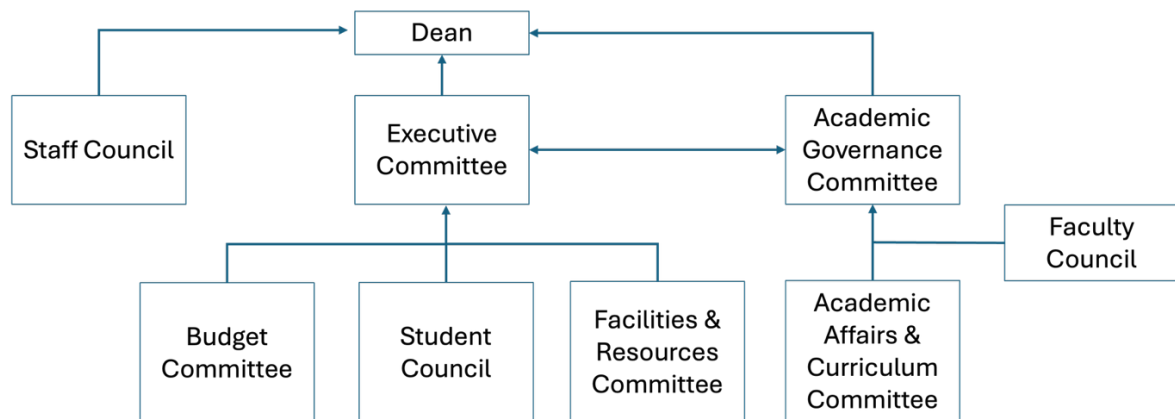 Dean
Staff Council
Executive
Committee
Academic
Governance
Committee
Faculty
Council
Budget
Committee
Student
Council
Facilities &
Resources
Committee
Academic
Affairs &
Curriculum
Committee